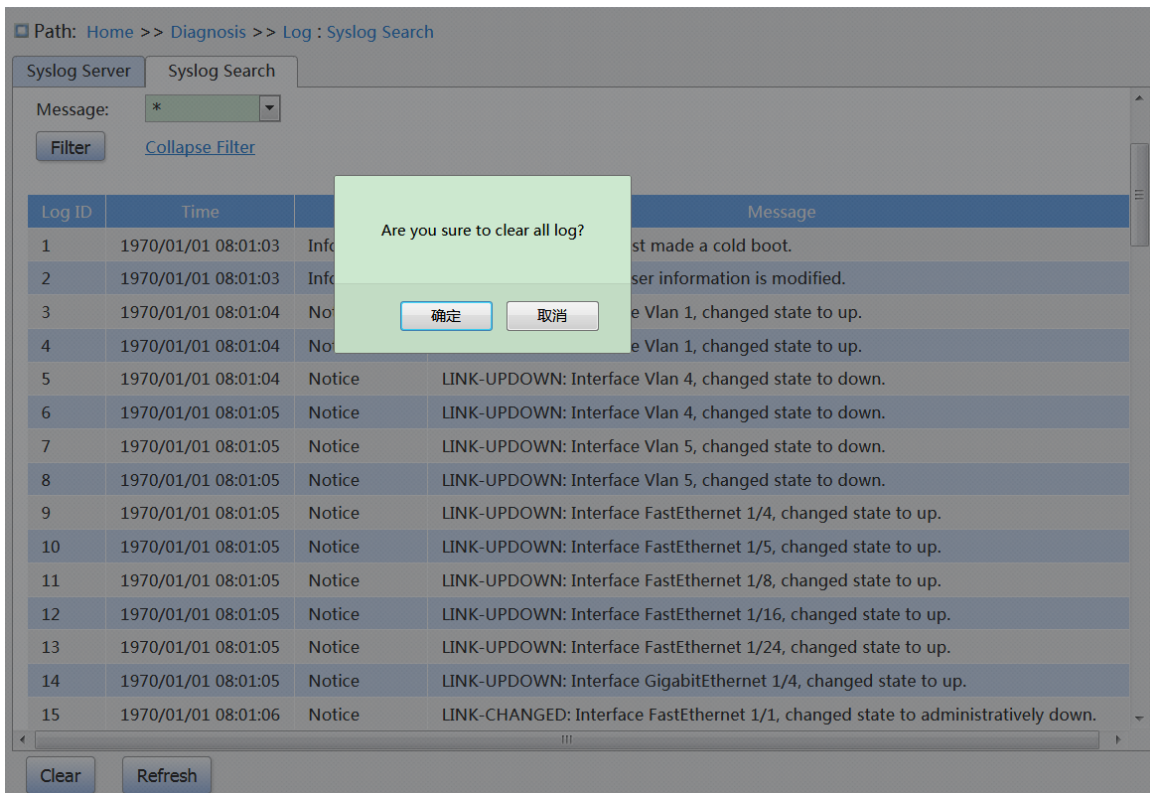 Path: Home >> Diagnosis >> Log : Syslog Search
Syslog Server Syslog Search
Message: *
Filter Collapse Filter
Log ID Time Message
Are you sure to clear all log?
确定 取消
1 1970/01/01 08:01:03 st made a cold boot.
2 1970/01/01 08:01:03 ser information is modified.
3 1970/01/01 08:01:04 e Vlan 1, changed state to up.
4 1970/01/01 08:01:04 e Vlan 1, changed state to up.
5 1970/01/01 08:01:04 Notice LINK-UPDOWN: Interface Vlan 4, changed state to down.
6 1970/01/01 08:01:05 Notice LINK-UPDOWN: Interface Vlan 4, changed state to down.
7 1970/01/01 08:01:05 Notice LINK-UPDOWN: Interface Vlan 5, changed state to down.
8 1970/01/01 08:01:05 Notice LINK-UPDOWN: Interface Vlan 5, changed state to down.
9 1970/01/01 08:01:05 Notice LINK-UPDOWN: Interface FastEthernet 1/4, changed state to up.
10 1970/01/01 08:01:05 Notice LINK-UPDOWN: Interface FastEthernet 1/5, changed state to up.
11 1970/01/01 08:01:05 Notice LINK-UPDOWN: Interface FastEthernet 1/8, changed state to up.
12 1970/01/01 08:01:05 Notice LINK-UPDOWN: Interface FastEthernet 1/16, changed state to up.
13 1970/01/01 08:01:05 Notice LINK-UPDOWN: Interface FastEthernet 1/24, changed state to up.
14 1970/01/01 08:01:05 Notice LINK-UPDOWN: Interface GigabitEthernet 1/4, changed state to up.
15 1970/01/01 08:01:06 Notice LINK-CHANGED: Interface FastEthernet 1/1, changed state to administratively down.
Clear Refresh